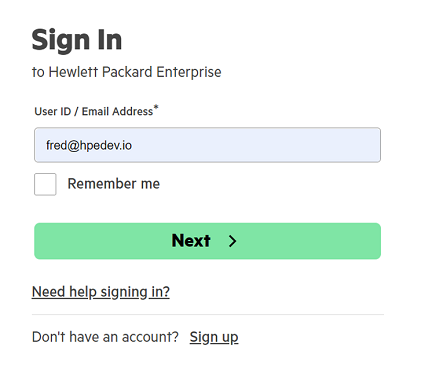 Sign In
to Hewlett Packard Enterprise
User ID / Email Address*
fred@hpedev.io
Remember me
Next
Need help signing in?
Don't have an account? Sign up